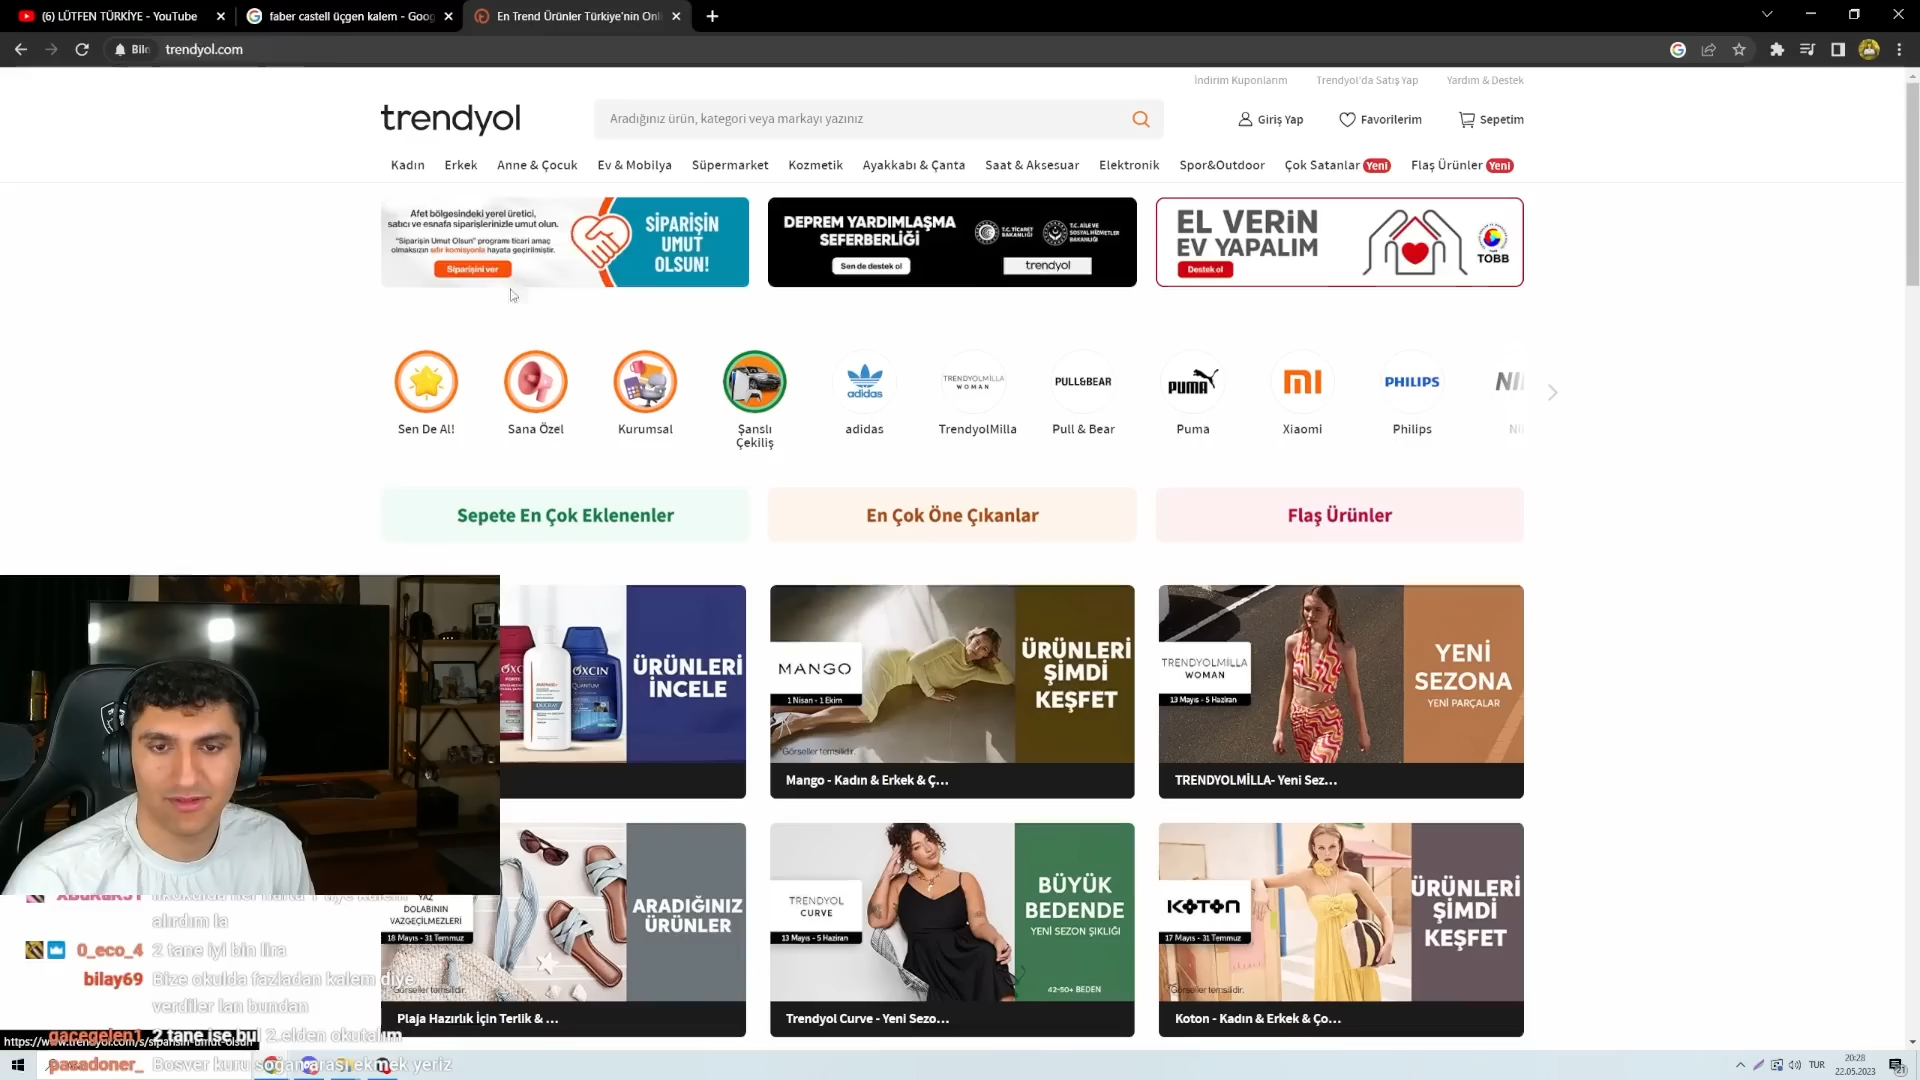 (6) LÜTFEN TÜRKİYE - YouTube
faber castell üçgen kalem - Goog
En Trend Ürünler Türkiye'nin Onli
trendyol.com
İndirim Kuponlarım
Trendyol'da Satış Yap
Yardım & Destek
trendyol
Aradığınız ürün, kategori veya markayı yazınız
Giriş Yap
Favorilerim
Sepetim
Kadın
Erkek
Anne & Çocuk
Ev & Mobilya
Süpermarket
Kozmetik
Ayakkabı & Çanta
Saat & Aksesuar
Elektronik
Spor&Outdoor
Çok Satanlar Yeni
Flaş Ürünler Yeni
Afet bölgesindeki yerel üretici,
satıcı ve esnafa siparişlerinizle umut olun.
"Siparişin Umut Olsun" programı ticari amaç
olmaksızın sıfır komisyonla hayata geçirilmiştir.
Siparişini ver
SİPARİŞİN
UMUT
OLSUN!
DEPREM YARDIMLAŞMA
SEFERBERLİĞİ
Sen de destek ol
T.C. TİCARET
BAKANLIĞI
T.C. AİLE VE
SOSYAL HİZMETLER
BAKANLIĞI
trendyol
EL VERİN
EV YAPALIM
Destek ol
TOBB
adidas
TRENDYOLMİLLA
WOMAN
PULL&BEAR
PUMA
PHILIPS
Sen De Al!
Sana Özel
Kurumsal
Şanslı
Çekiliş
adidas
TrendyolMilla
Pull & Bear
Puma
Xiaomi
Philips
Sepete En Çok Eklenenler
En Çok Öne Çıkanlar
Flaş Ürünler
OXCIN
DUCRAY
ÜRÜNLERİ
İNCELE
MANGO
1 Nisan - 1 Ekim
*Görseller temsilidir.
ÜRÜNLERİ
ŞİMDİ
KEŞFET
Mango - Kadın & Erkek & Ç...
TRENDYOLMİLLA
WOMAN
13 Mayıs - 5 Haziran
YENİ
SEZONA
YENİ PARÇALAR
TRENDYOLMİLLA- Yeni Sez...
YAZ
DOLABININ
VAZGEÇİLMEZLERİ
18 Mayıs - 31 Temmuz
*Görseller temsilidir.
ARADIĞINIZ
ÜRÜNLER
Plaja Hazırlık İçin Terlik & ...
TRENDYOL
CURVE
13 Mayıs - 5 Haziran
BÜYÜK
BEDENDE
YENİ SEZON ŞIKLIĞI
42-50+ BEDEN
Trendyol Curve - Yeni Sezo...
KOTON
17 Mayıs - 31 Temmuz
*Görseller temsilidir.
ÜRÜNLERİ
ŞİMDİ
KEŞFET
Koton - Kadın & Erkek & Ço...
alırdım la
0_eco_4 2 tane iyi bin lira
bilay69 Bize okulda fazladan kalem diye
verdiler lan bundan
gacegelen1 2 tane ise bul 2.elden okutalım
https://www.trendyol.com/s/siparisin-umut-olsun
pasadoner_ Bosver kuru sogan arası ekmek yeriz
TUR
20:28
22.05.2023
21